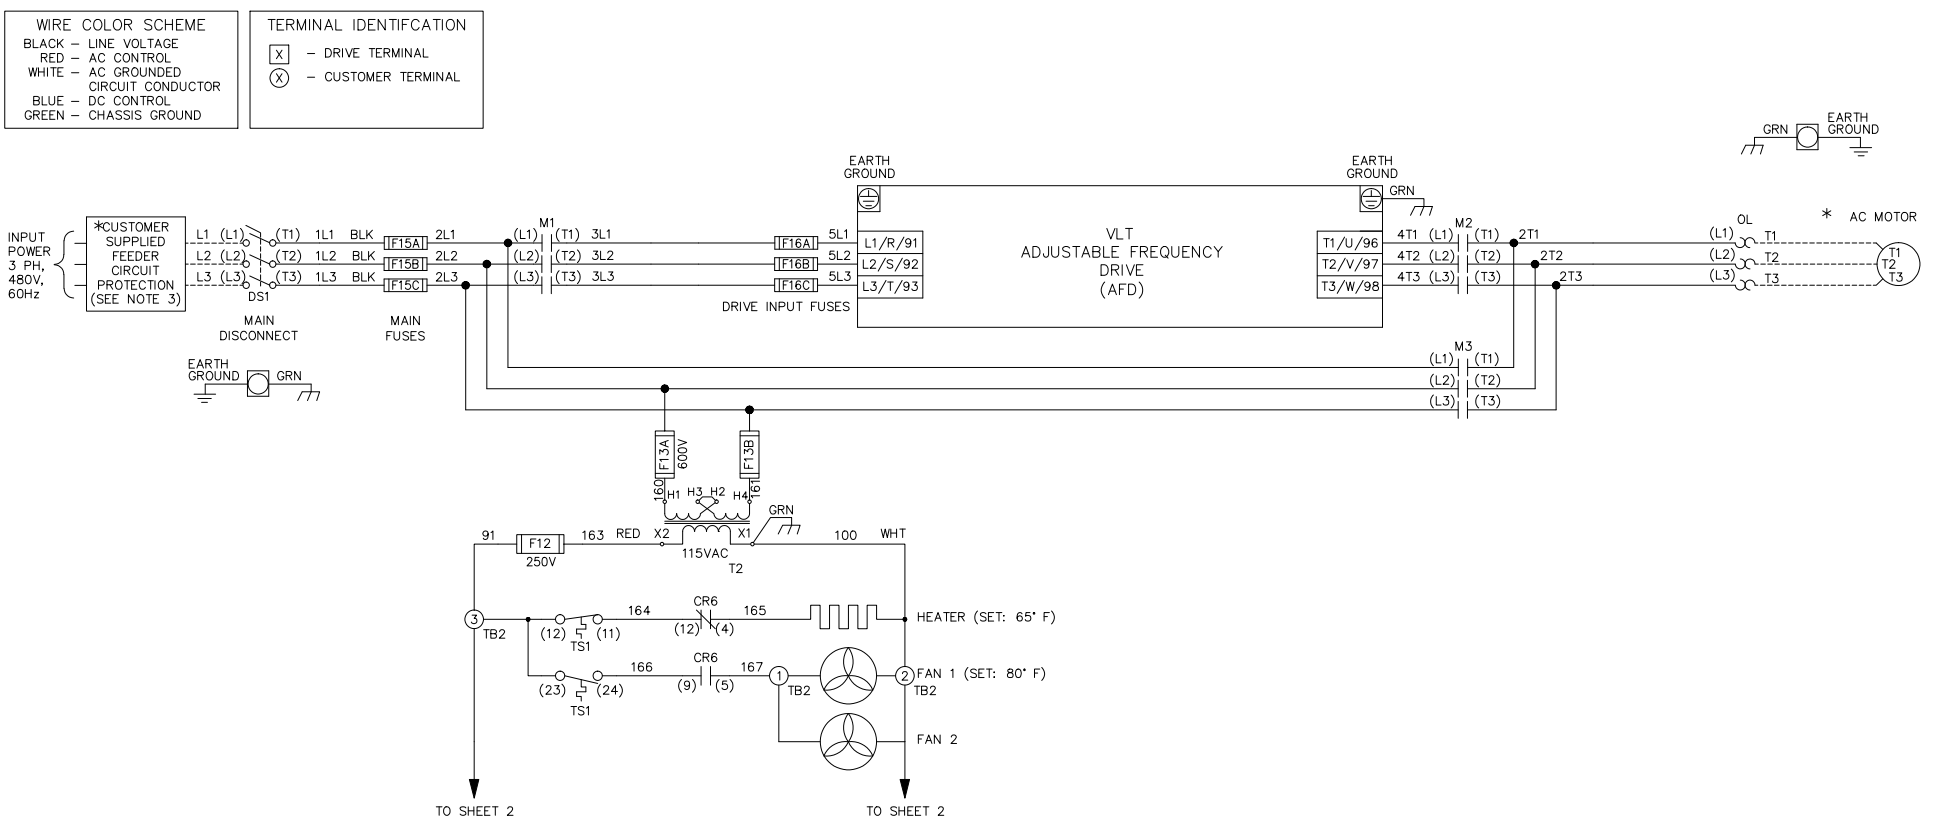 WIRE COLOR SCHEME
BLACK – LINE VOLTAGE
RED – AC CONTROL
WHITE – AC GROUNDED
CIRCUIT CONDUCTOR
BLUE – DC CONTROL
GREEN – CHASSIS GROUND
TERMINAL IDENTIFCATION
X – DRIVE TERMINAL
X – CUSTOMER TERMINAL
GRN
EARTH
GROUND
INPUT
POWER
3 PH,
480V,
60Hz
*CUSTOMER
SUPPLIED
FEEDER
CIRCUIT
PROTECTION
(SEE NOTE 3)
L1 (L1) (T1) 1L1 BLK F15A 2L1 (L1) M1 (T1) 3L1 F16A 5L1
L2 (L2) (T2) 1L2 BLK F15B 2L2 (L2) (T2) 3L2 F16B 5L2
L3 (L3) (T3) 1L3 BLK F15C 2L3 (L3) (T3) 3L3 F16C 5L3
DS1
MAIN
DISCONNECT
MAIN
FUSES
DRIVE INPUT FUSES
EARTH
GROUND
L1/R/91
L2/S/92
L3/T/93
VLT
ADJUSTABLE FREQUENCY
DRIVE
(AFD)
EARTH
GROUND
GRN
T1/U/96
T2/V/97
T3/W/98
4T1 (L1) M2 (T1) 2T1
4T2 (L2) (T2) 2T2
4T3 (L3) (T3) 2T3
OL
(L1) T1
(L2) T2
(L3) T3
* AC MOTOR
T1
T2
T3
EARTH
GROUND
GRN
M3
(L1) (T1)
(L2) (T2)
(L3) (T3)
F13A
600V
F13B
160
161
H1 H3 H2 H4
GRN
91 F12 163 RED X2 X1 100 WHT
250V
115VAC
T2
3
TB2
(12) (11)
TS1
164
CR6
(12) (4)
165
HEATER (SET: 65° F)
(23) (24)
TS1
166
CR6
(9) (5)
167
1
TB2
2
TB2
FAN 1 (SET: 80° F)
FAN 2
TO SHEET 2
TO SHEET 2